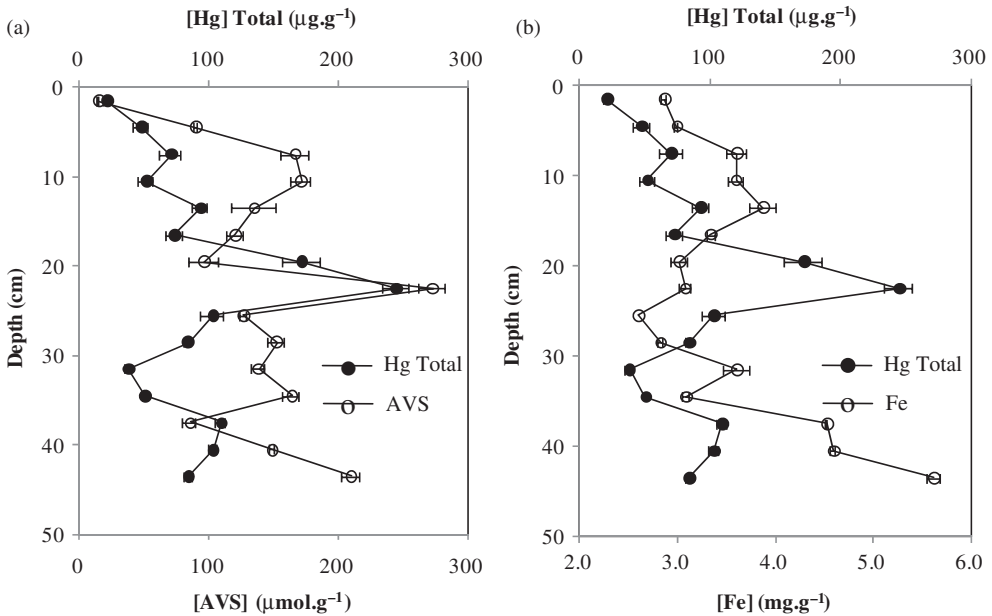 (a)
[Hg] Total (μg.g⁻¹)
0 100 200 300
0
10
20
30
40
50
Depth (cm)
Hg Total
AVS
0 100 200 300
[AVS] (μmol.g⁻¹)
(b)
[Hg] Total (μg.g⁻¹)
0 100 200 300
0
10
20
30
40
50
Depth (cm)
Hg Total
Fe
2.0 3.0 4.0 5.0 6.0
[Fe] (mg.g⁻¹)